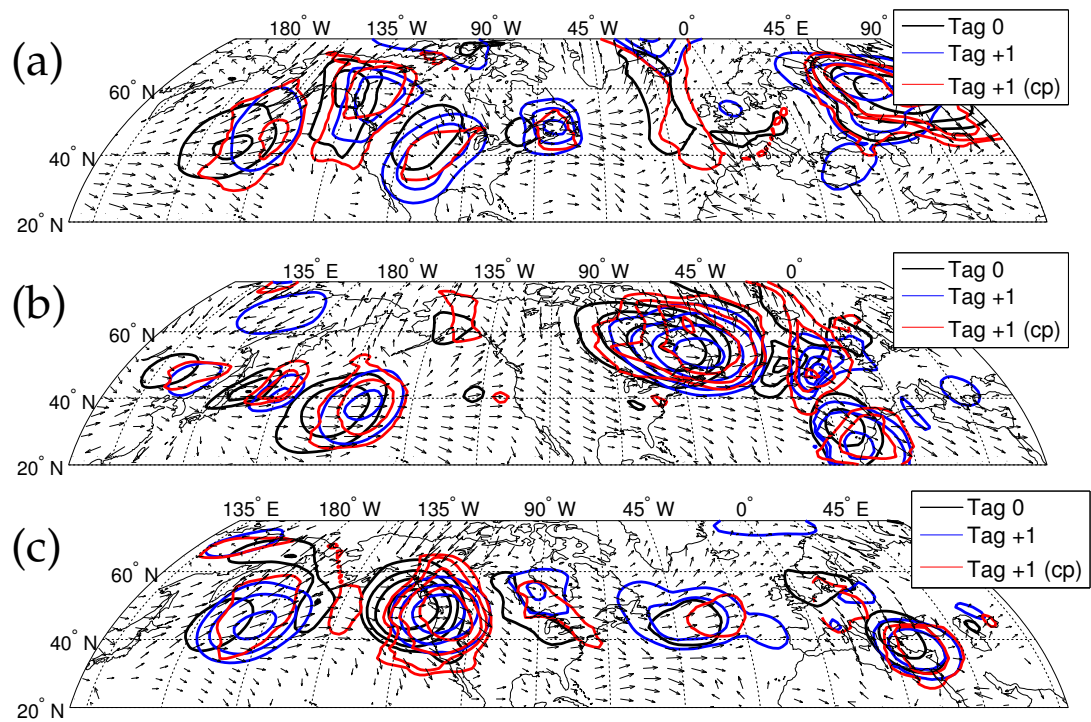 (a)
180° W 135° W 90° W 45° W 0° 45° E 90°
60° N
40° N
20° N
Tag 0
Tag +1
Tag +1 (cp)
(b)
135° E 180° W 135° W 90° W 45° W 0°
60° N
40° N
20° N
Tag 0
Tag +1
Tag +1 (cp)
(c)
135° E 180° W 135° W 90° W 45° W 0° 45° E
60° N
40° N
20° N
Tag 0
Tag +1
Tag +1 (cp)